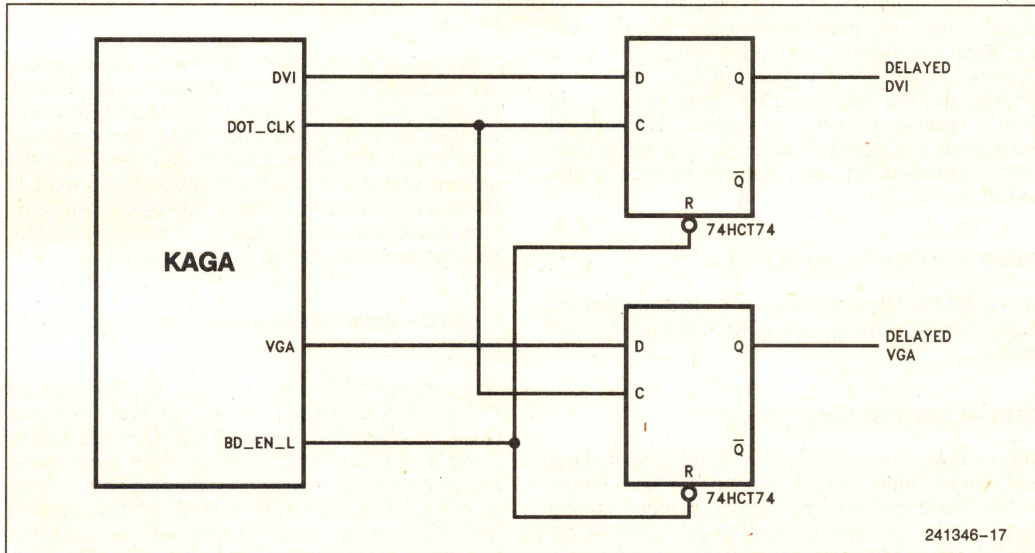 DVI
DOT_CLK
KAGA
VGA
BD_EN_L
D
Q
C
Q̅
R
74HCT74
DELAYED
DVI
D
Q
C
Q̅
R
74HCT74
DELAYED
VGA
241346-17